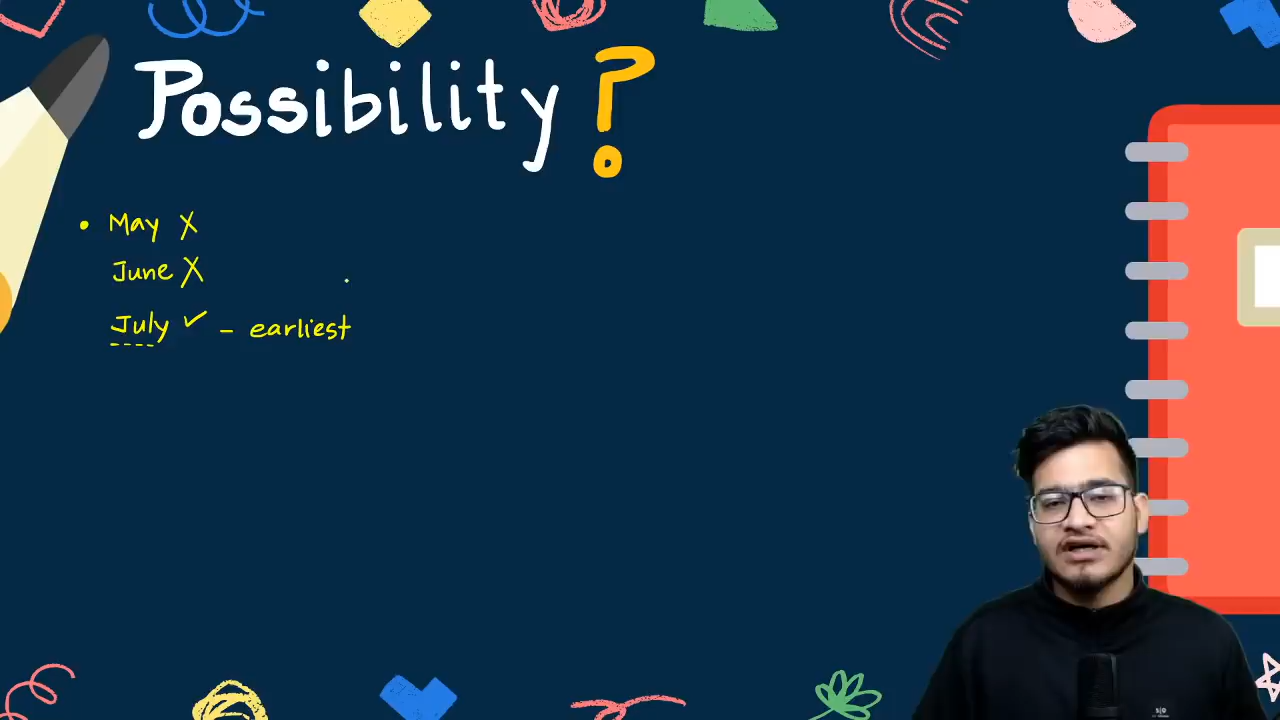 Possibility?
• May X
June X
July ✓ - earliest